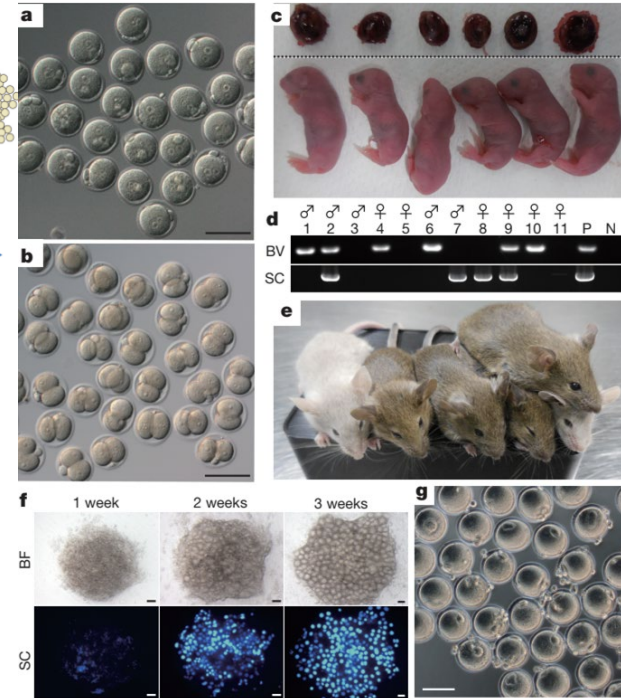 a
c
d
♂ ♂ ♂ ♀ ♀ ♂ ♂ ♀ ♀ ♀ ♀
1 2 3 4 5 6 7 8 9 10 11 P N
BV
SC
b
e
f
1 week 2 weeks 3 weeks
BF
SC
g